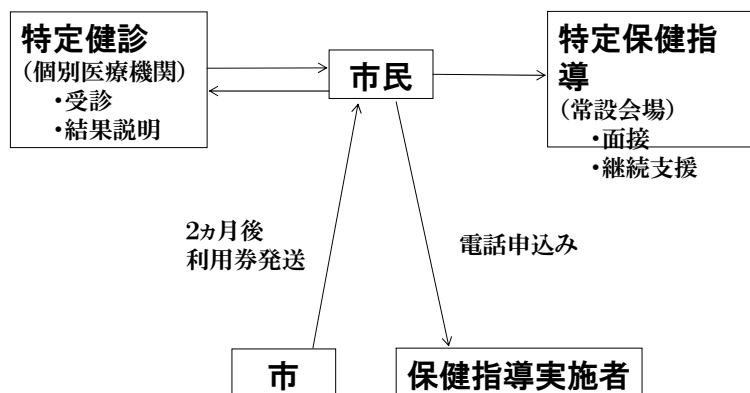 特定健診
（個別医療機関）
・受診
・結果説明
市民
特定保健指
導
（常設会場）
・面接
・継続支援
2ヵ月後
利用券発送
電話申込み
市
保健指導実施者